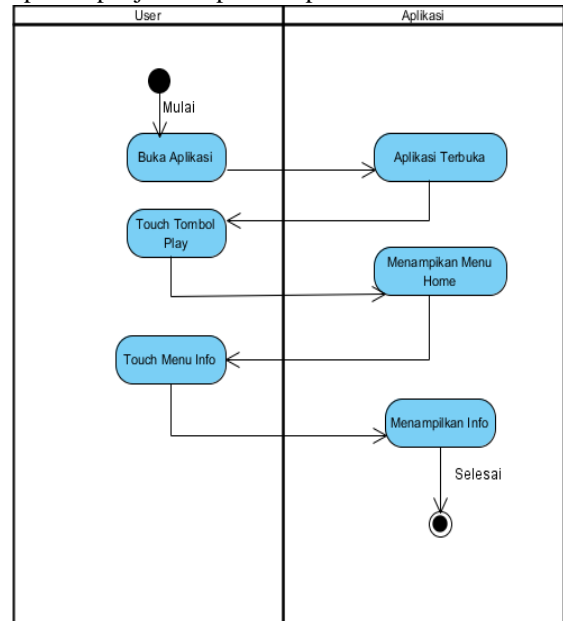 User
Aplikasi
Mulai
Buka Aplikasi
Aplikasi Terbuka
Touch Tombol
Play
Menampikan Menu
Home
Touch Menu Info
Menampilkan Info
Selesai